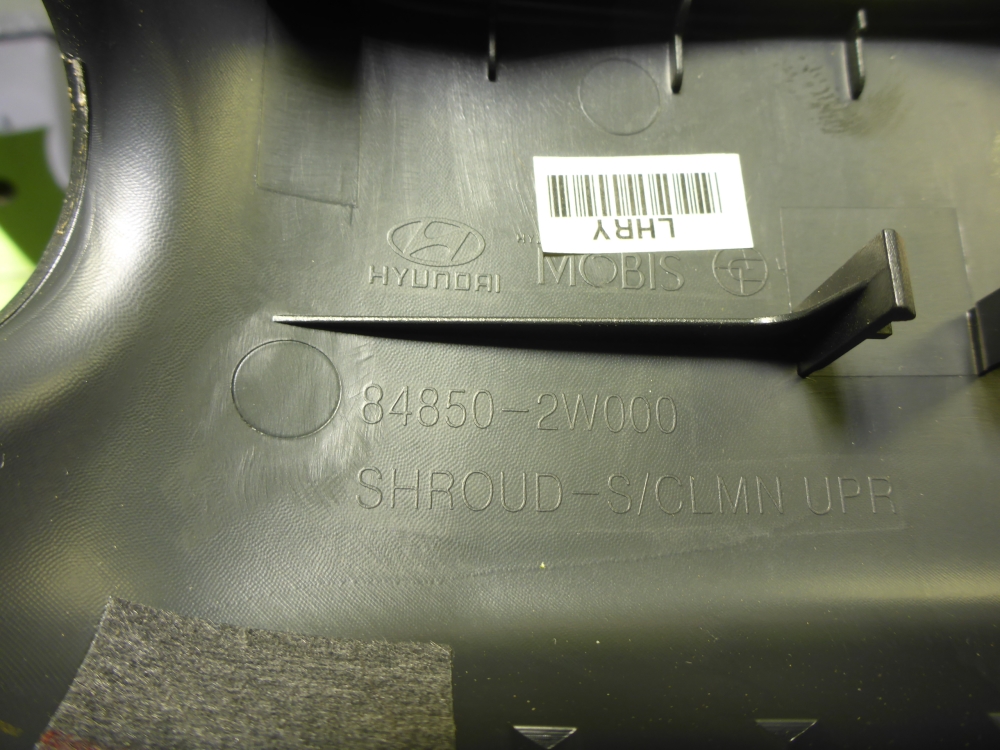 LHRY
HYUNDAI MOBIS
84850-2W000
SHROUD-S/CLMN UPR